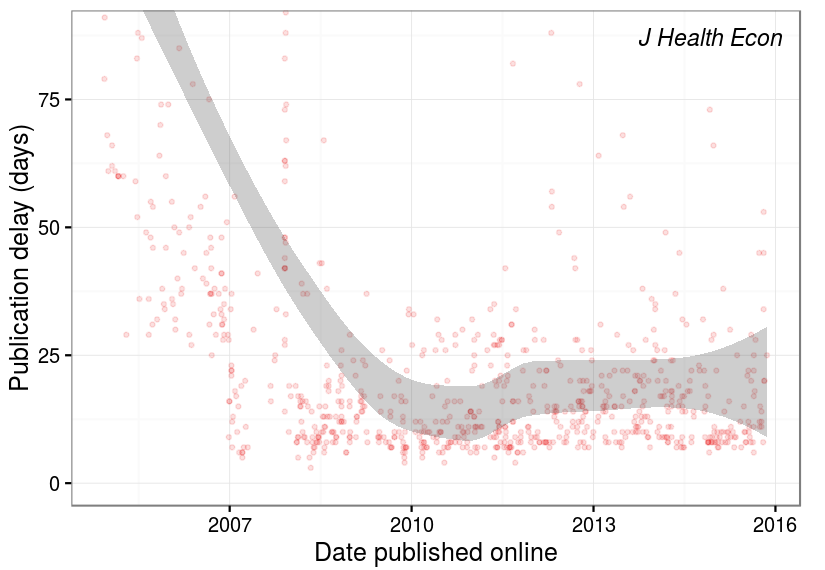 J Health Econ
Publication delay (days)
75
50
25
0
2007 2010 2013 2016
Date published online